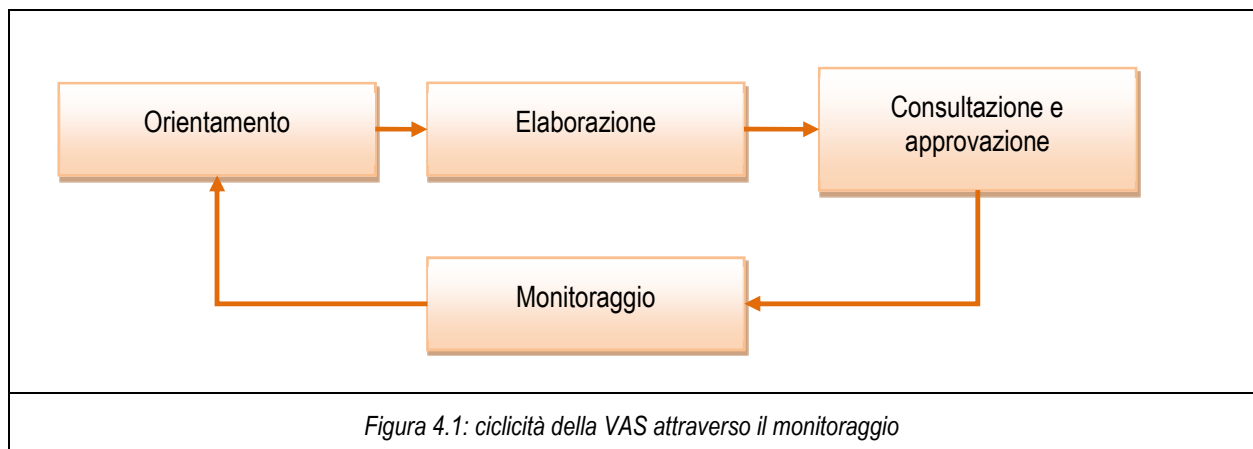 Orientamento
Elaborazione
Consultazione e
approvazione
Monitoraggio
Figura 4.1: ciclicità della VAS attraverso il monitoraggio